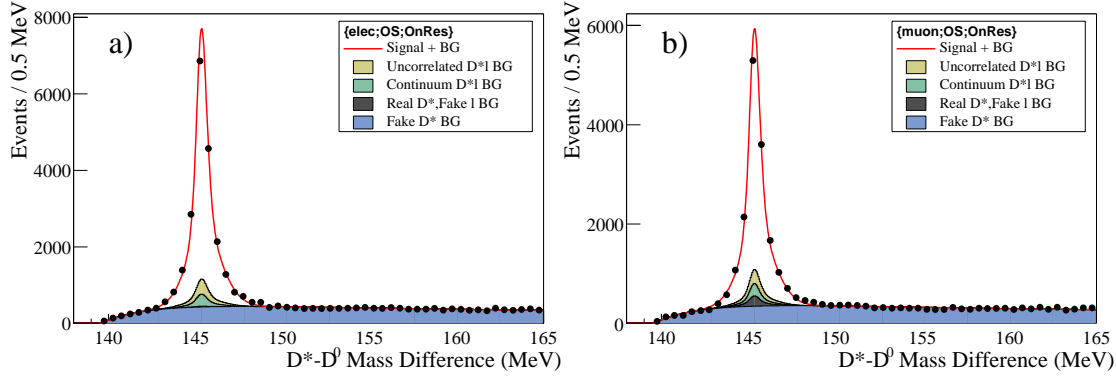 a)
{elec;OS;OnRes}
Signal + BG
Uncorrelated D*l BG
Continuum D*l BG
Real D*,Fake l BG
Fake D* BG
Events / 0.5 MeV
8000
6000
4000
2000
0
140 145 150 155 160 165
D*-D⁰ Mass Difference (MeV)
b)
{muon;OS;OnRes}
Signal + BG
Uncorrelated D*l BG
Continuum D*l BG
Real D*,Fake l BG
Fake D* BG
Events / 0.5 MeV
6000
4000
2000
0
140 145 150 155 160 165
D*-D⁰ Mass Difference (MeV)